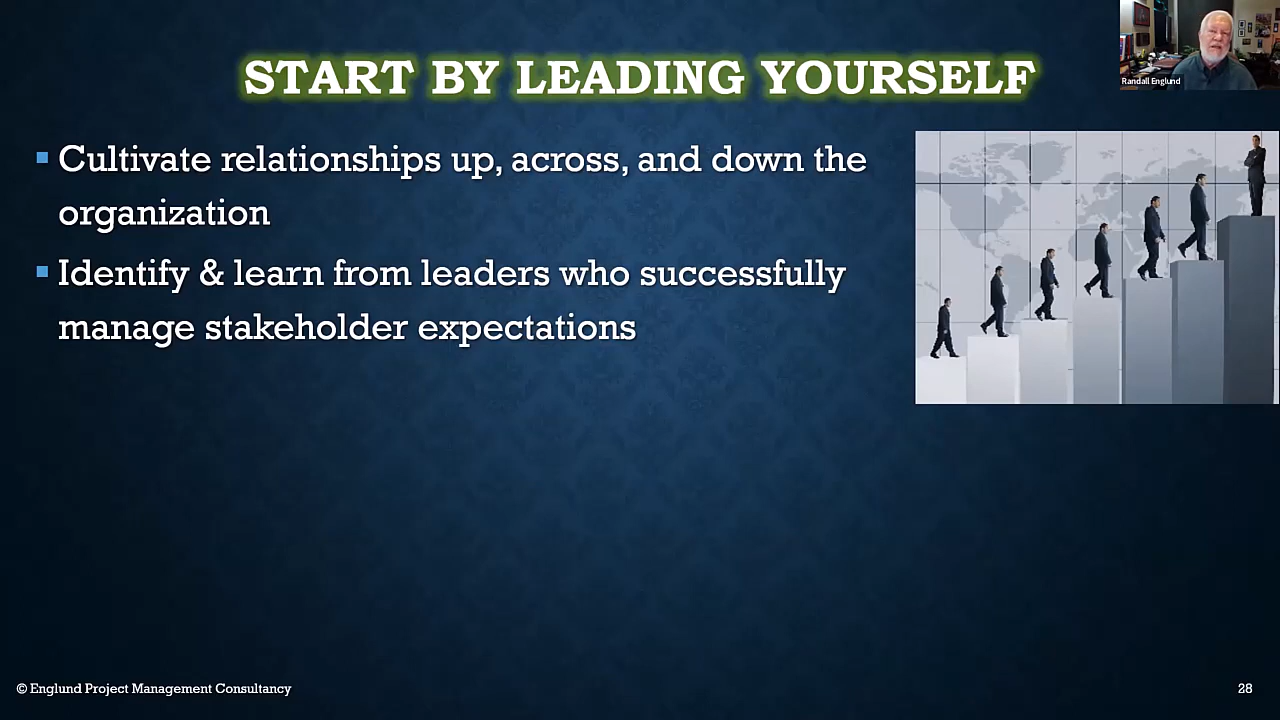 START BY LEADING YOURSELF
Randall Englund
▪ Cultivate relationships up, across, and down the
organization
▪ Identify & learn from leaders who successfully
manage stakeholder expectations
© Englund Project Management Consultancy
28